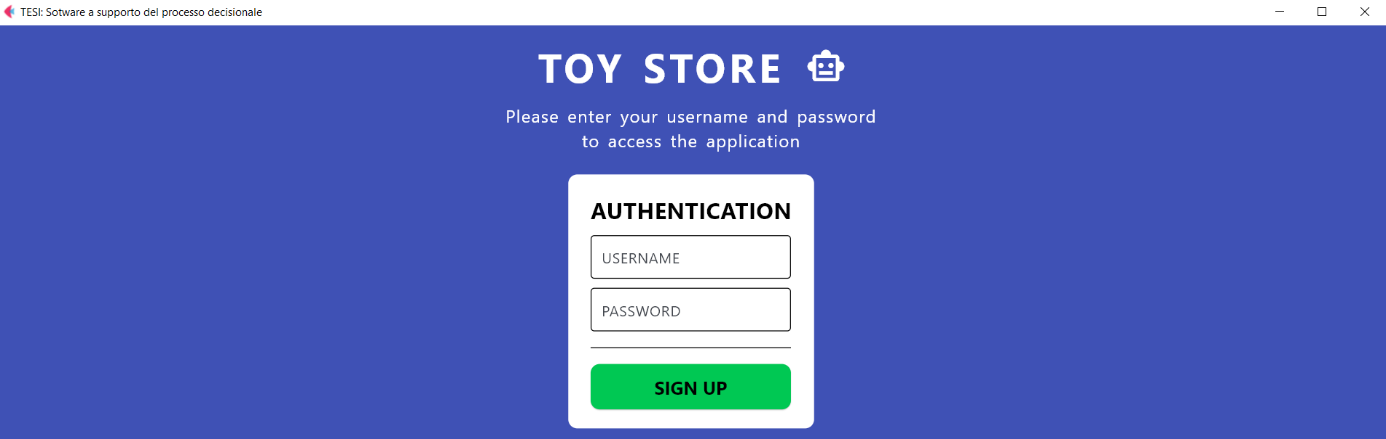 TESI: Sotware a supporto del processo decisionale
TOY STORE
Please enter your username and password
to access the application
AUTHENTICATION
USERNAME
PASSWORD
SIGN UP